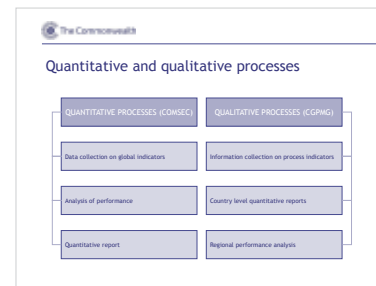 The Commonwealth
Quantitative and qualitative processes
QUANTITATIVE PROCESSES (COMSEC)
QUALITATIVE PROCESSES (CGPMG)
Data collection on global indicators
Information collection on process indicators
Analysis of performance
Country level quantitative reports
Quantitative report
Regional performance analysis